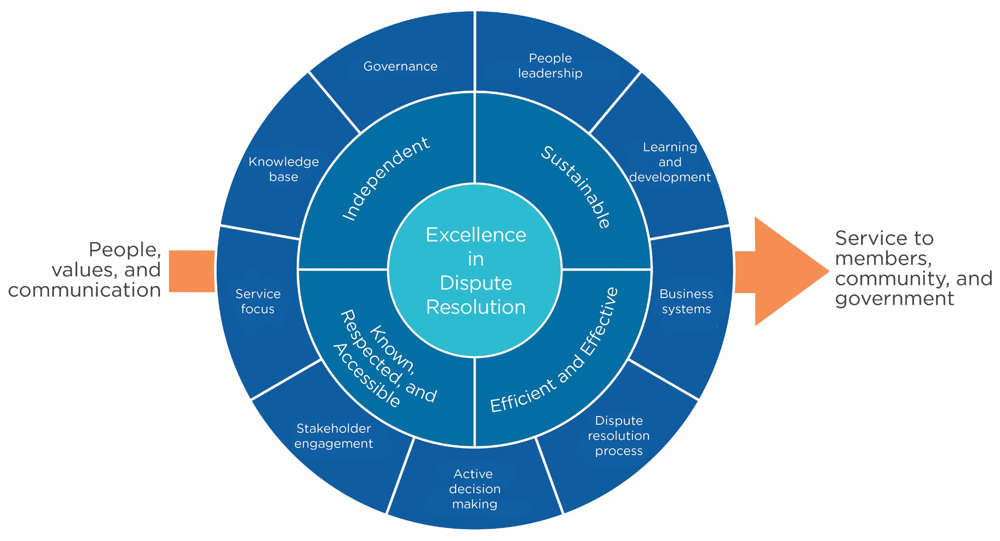 Governance
People
leadership
Learning
and
development
Business
systems
Dispute
resolution
process
Active
decision
making
Stakeholder
engagement
Service
focus
Knowledge
base
Independent
Sustainable
Efficient and Effective
Known,
Respected, and
Accessible
Excellence
in
Dispute
Resolution
People,
values, and
communication
Service to
members,
community, and
government